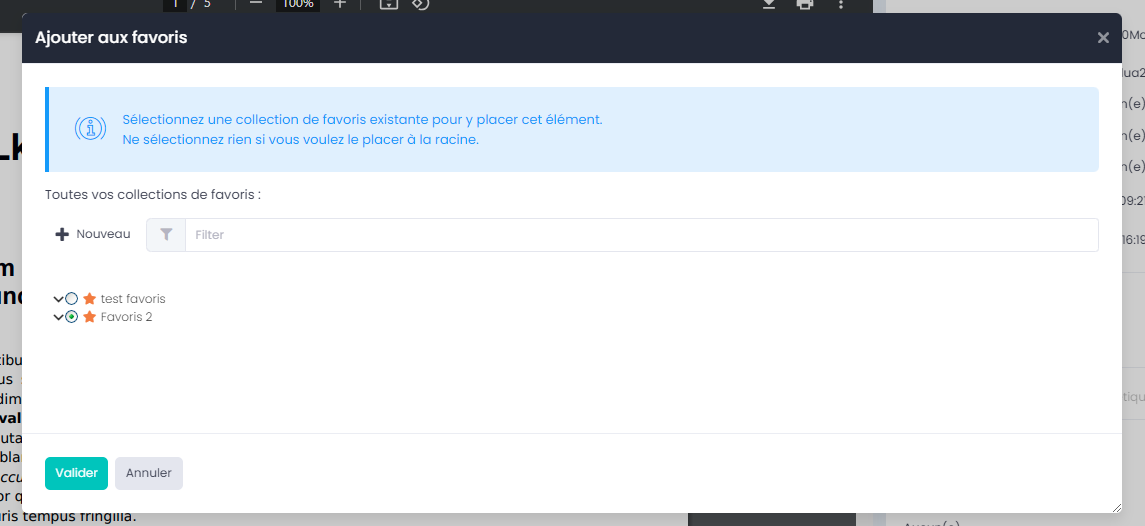 1 / 5 100%
Ajouter aux favoris
Sélectionnez une collection de favoris existante pour y placer cet élément.
Ne sélectionnez rien si vous voulez le placer à la racine.
Toutes vos collections de favoris :
Nouveau
Filter
test favoris
Favoris 2
Valider
Annuler
uris tempus fringilla.